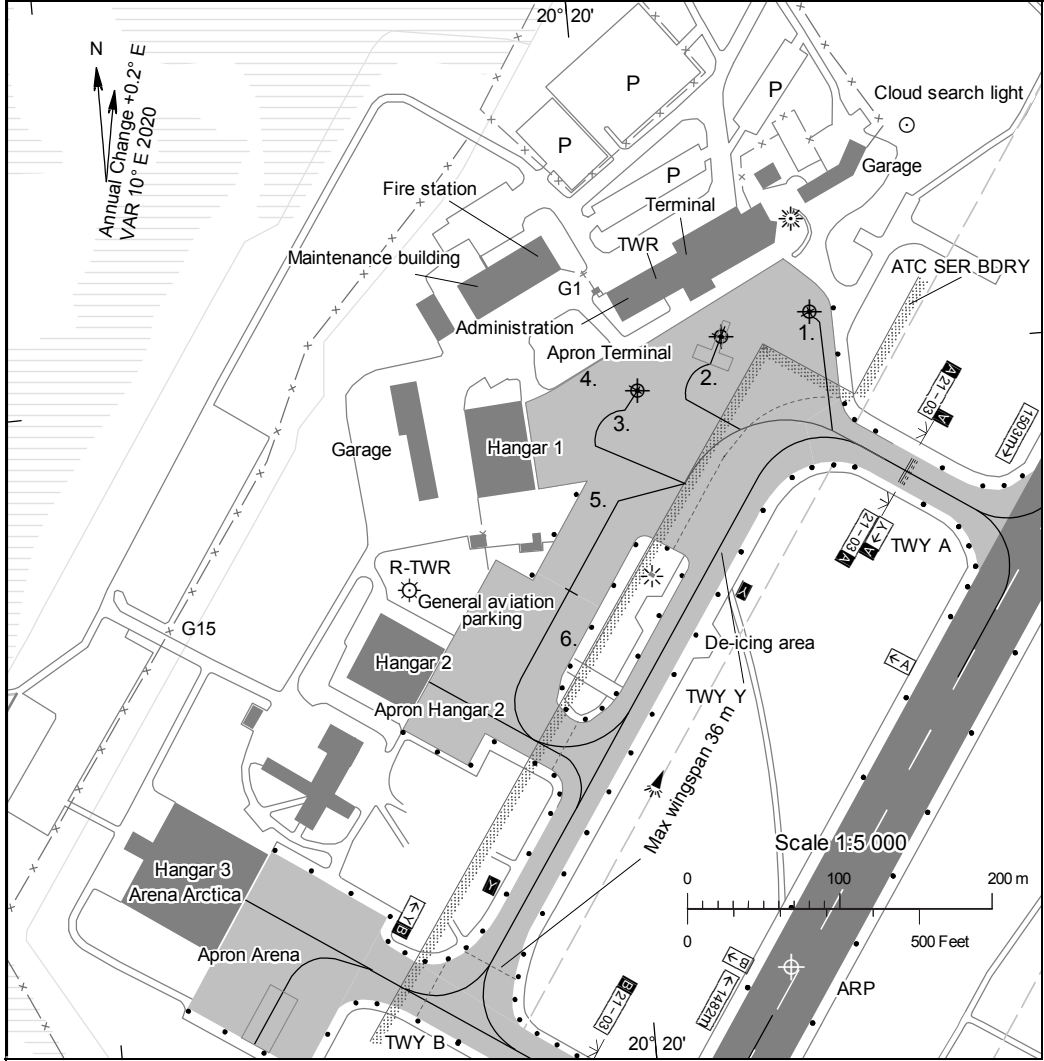 20° 20'
N
Annual Change +0.2° E
VAR 10° E 2020
P
P
P
P
Cloud search light
Garage
Fire station
Terminal
TWR
Maintenance building
G1
ATC SER BDRY
Administration
Apron Terminal
1.
2.
3.
4.
A 21-03 A
1503m→
Garage
Hangar 1
5.
A←Y
21-03 A
TWY A
R-TWR
General aviation
parking
Y
6.
G15
De-icing area
←A
Hangar 2
TWY Y
Apron Hangar 2
Max wingspan 36 m
Scale 1:5 000
0
100
200 m
0
500 Feet
Hangar 3
Arena Arctica
Y
←Y B
Apron Arena
B 21-03
B→
←1482m
ARP
TWY B
20° 20'